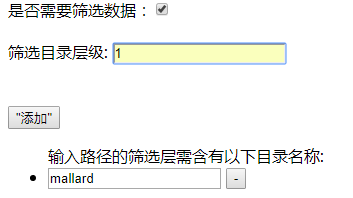 是否需要筛选数据：
筛选目录层级: 1
"添加"
输入路径的筛选层需含有以下目录名称:
mallard -